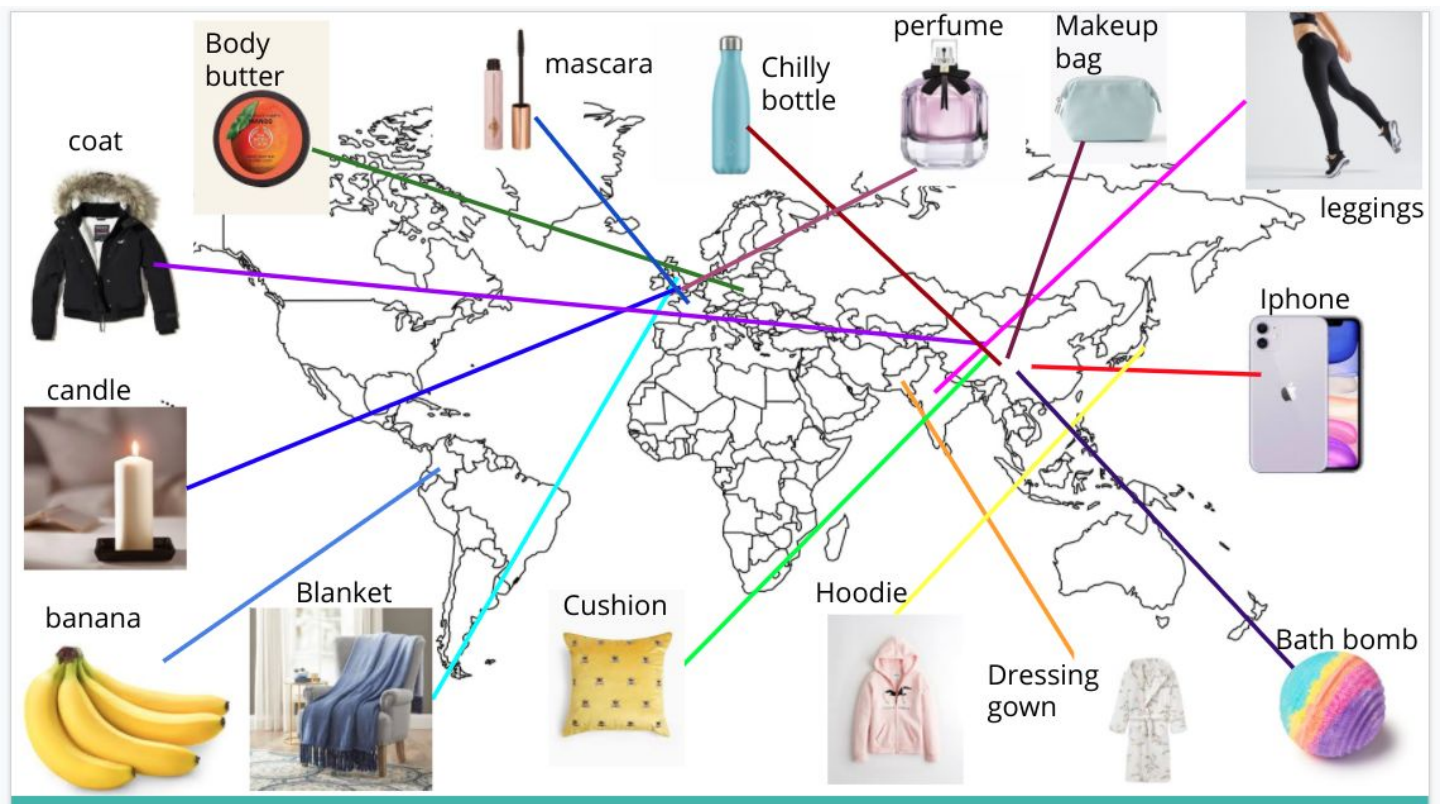 Body
butter
mascara
Chilly
bottle
perfume
Makeup
bag
coat
leggings
MANGO
Iphone
candle
banana
Blanket
Cushion
Hoodie
Dressing
gown
Bath bomb